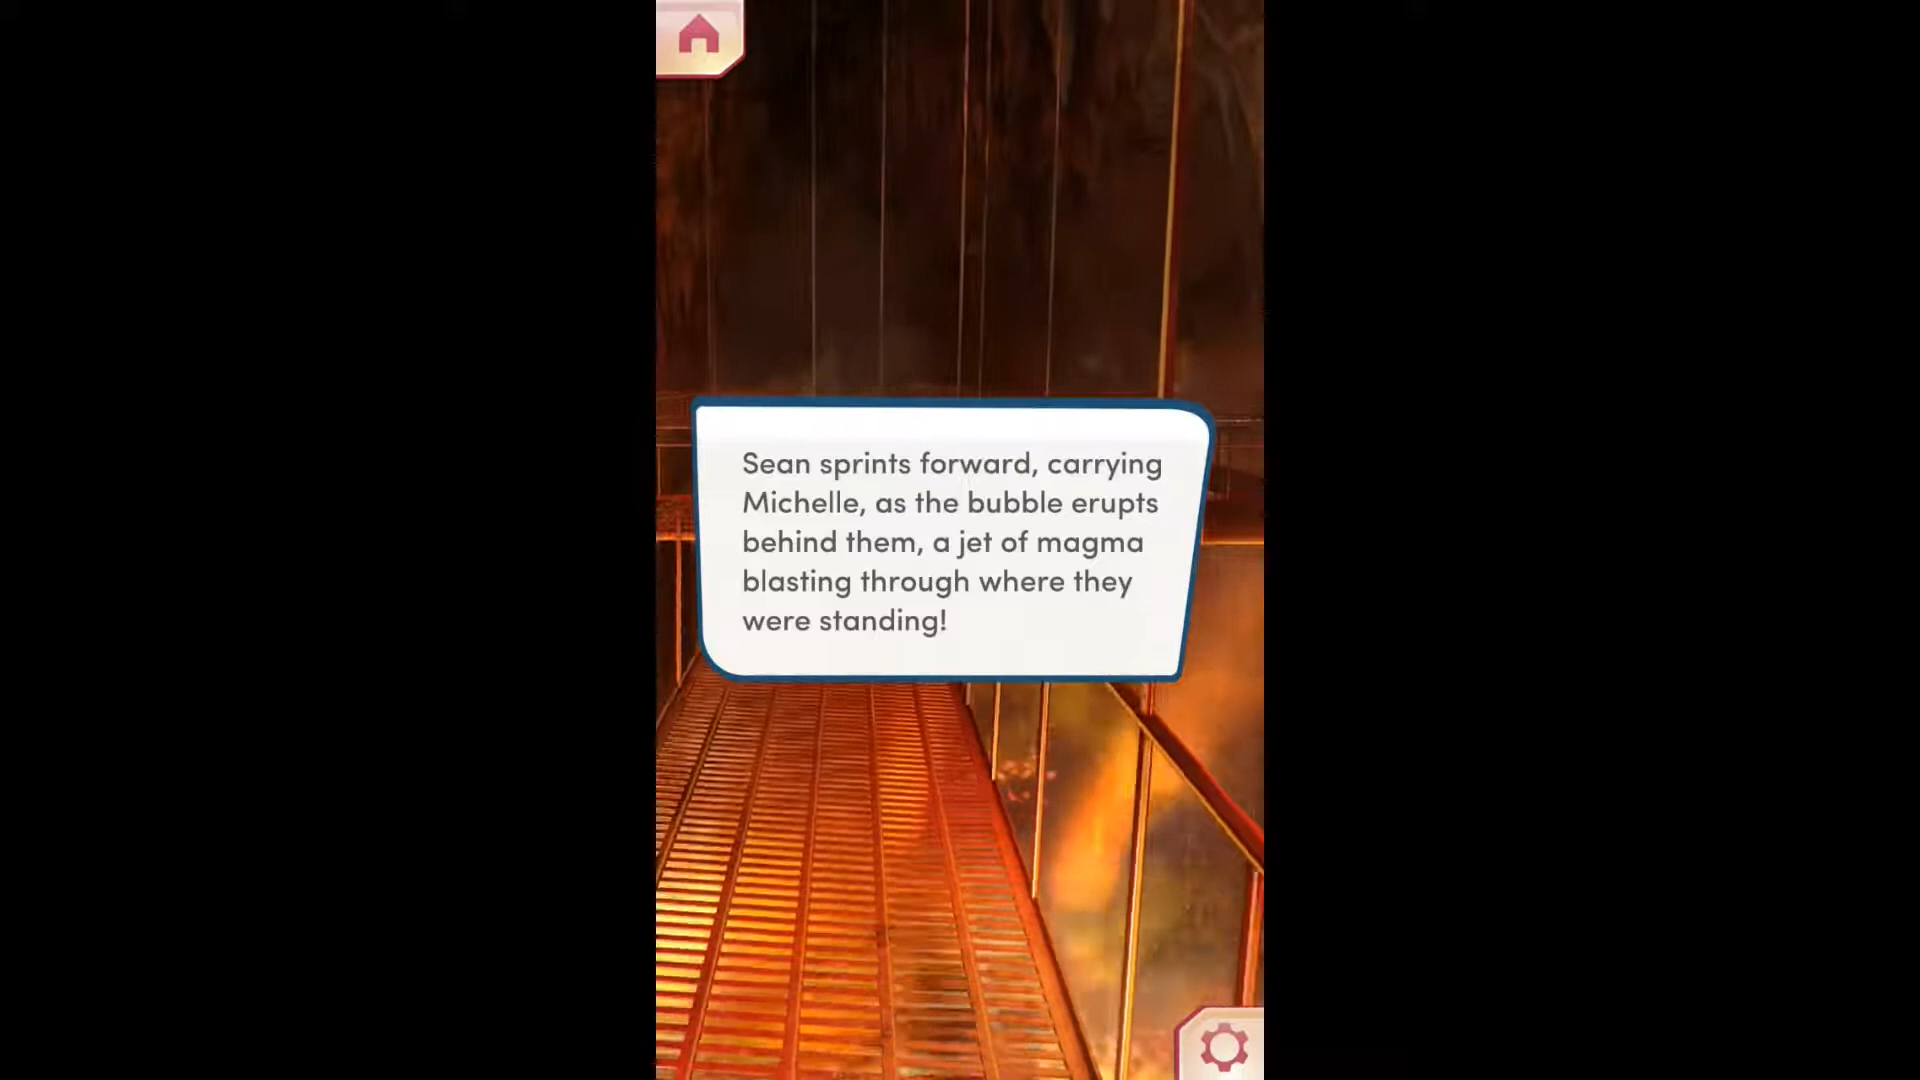 Sean sprints forward, carrying
Michelle, as the bubble erupts
behind them, a jet of magma
blasting through where they
were standing!